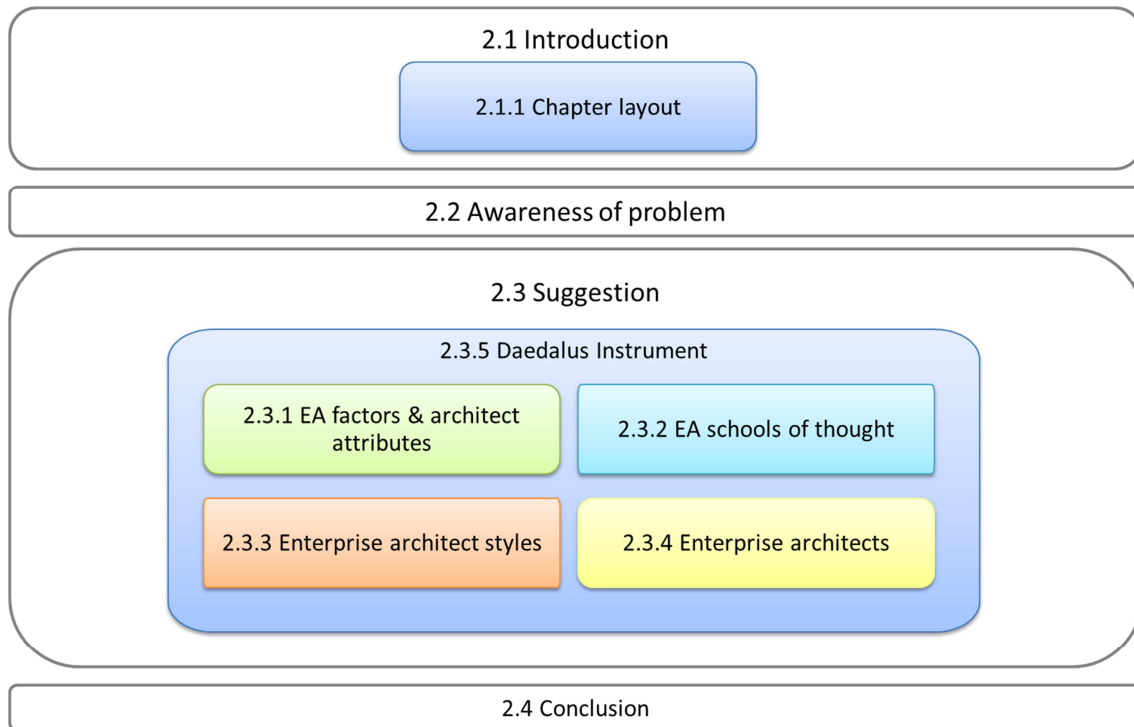 2.1 Introduction
2.1.1 Chapter layout
2.2 Awareness of problem
2.3 Suggestion
2.3.5 Daedalus Instrument
2.3.1 EA factors & architect
attributes
2.3.2 EA schools of thought
2.3.3 Enterprise architect styles
2.3.4 Enterprise architects
2.4 Conclusion